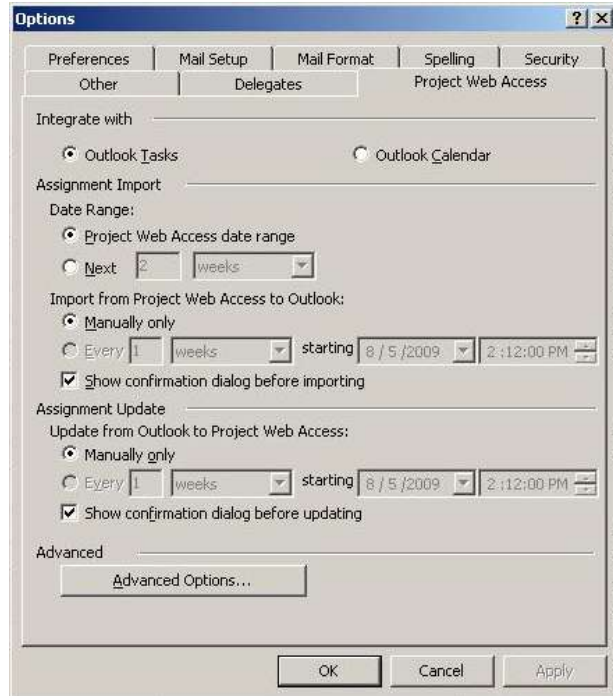 Options
Preferences Mail Setup Mail Format Spelling Security
Other Delegates Project Web Access
Integrate with
Outlook Tasks Outlook Calendar
Assignment Import
Date Range:
Project Web Access date range
Next 2 weeks
Import from Project Web Access to Outlook:
Manually only
Every 1 weeks starting 8 / 5 /2009 2 :12:00 PM
Show confirmation dialog before importing
Assignment Update
Update from Outlook to Project Web Access:
Manually only
Every 1 weeks starting 8 / 5 /2009 2 :12:00 PM
Show confirmation dialog before updating
Advanced
Advanced Options...
OK Cancel Apply